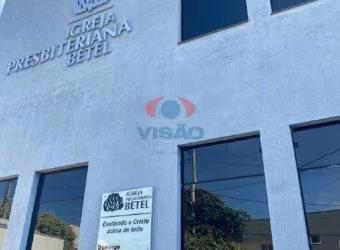 IGREJA
PRESBITERIANA
BETEL
VISÃO
IGREJA
PRESBITERIANA
BETEL
Exaltando a Cristo
acima de tudo
Domingo